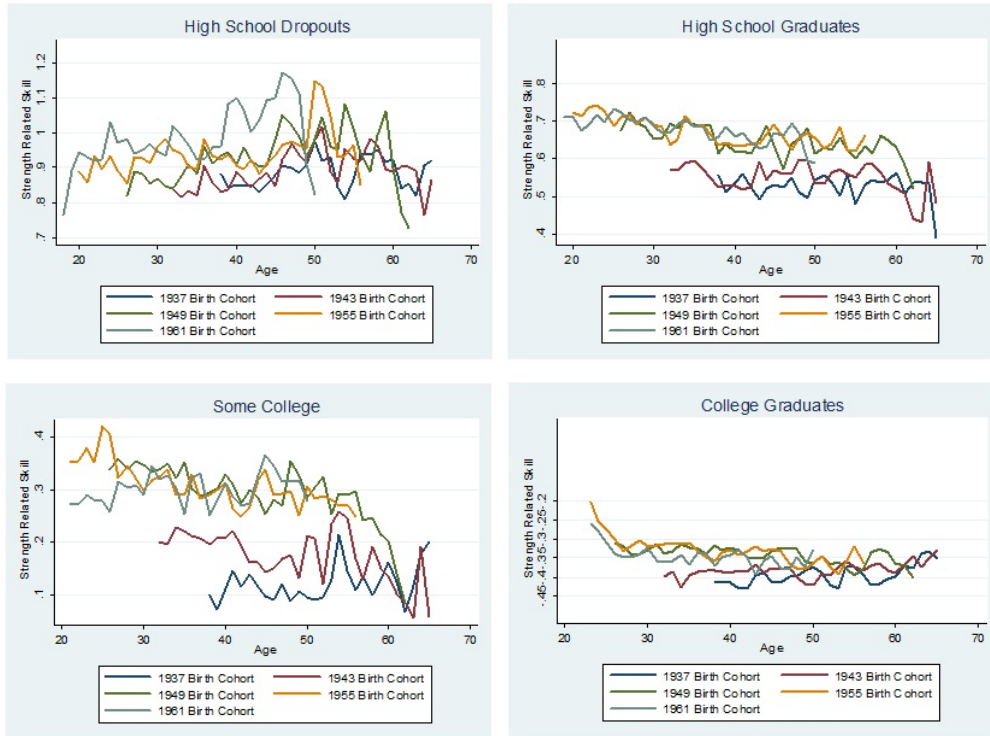 High School Dropouts
Strength Related Skill
1.2
1.1
1
.9
.8
.7
20 30 40 50 60 70
Age
1937 Birth Cohort 1943 Birth Cohort
1949 Birth Cohort 1955 Birth Cohort
1961 Birth Cohort
High School Graduates
Strength Related Skill
.8
.7
.6
.5
.4
20 30 40 50 60 70
Age
1937 Birth Cohort 1943 Birth Cohort
1949 Birth Cohort 1955 Birth Cohort
1961 Birth Cohort
Some College
Strength Related Skill
.4
.3
.2
.1
20 30 40 50 60 70
Age
1937 Birth Cohort 1943 Birth Cohort
1949 Birth Cohort 1955 Birth Cohort
1961 Birth Cohort
College Graduates
Strength Related Skill
-.45-.4-.35-.3-.25-.2
20 30 40 50 60 70
Age
1937 Birth Cohort 1943 Birth Cohort
1949 Birth Cohort 1955 Birth Cohort
1961 Birth Cohort